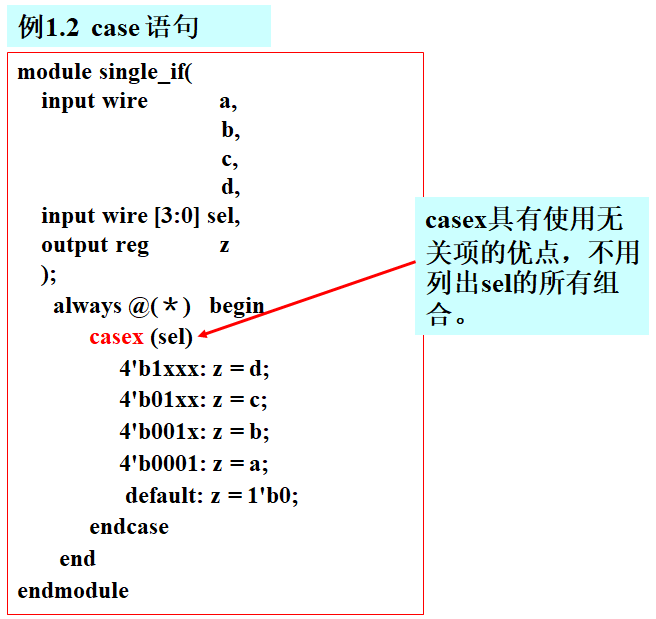 例1.2 case 语句
module single_if(
input wire a,
b,
c,
d,
input wire [3:0] sel,
output reg z
);
always @(＊) begin
casex (sel)
4'b1xxx: z = d;
4'b01xx: z = c;
4'b001x: z = b;
4'b0001: z = a;
default: z = 1'b0;
endcase
end
endmodule
casex具有使用无
关项的优点，不用
列出sel的所有组
合。